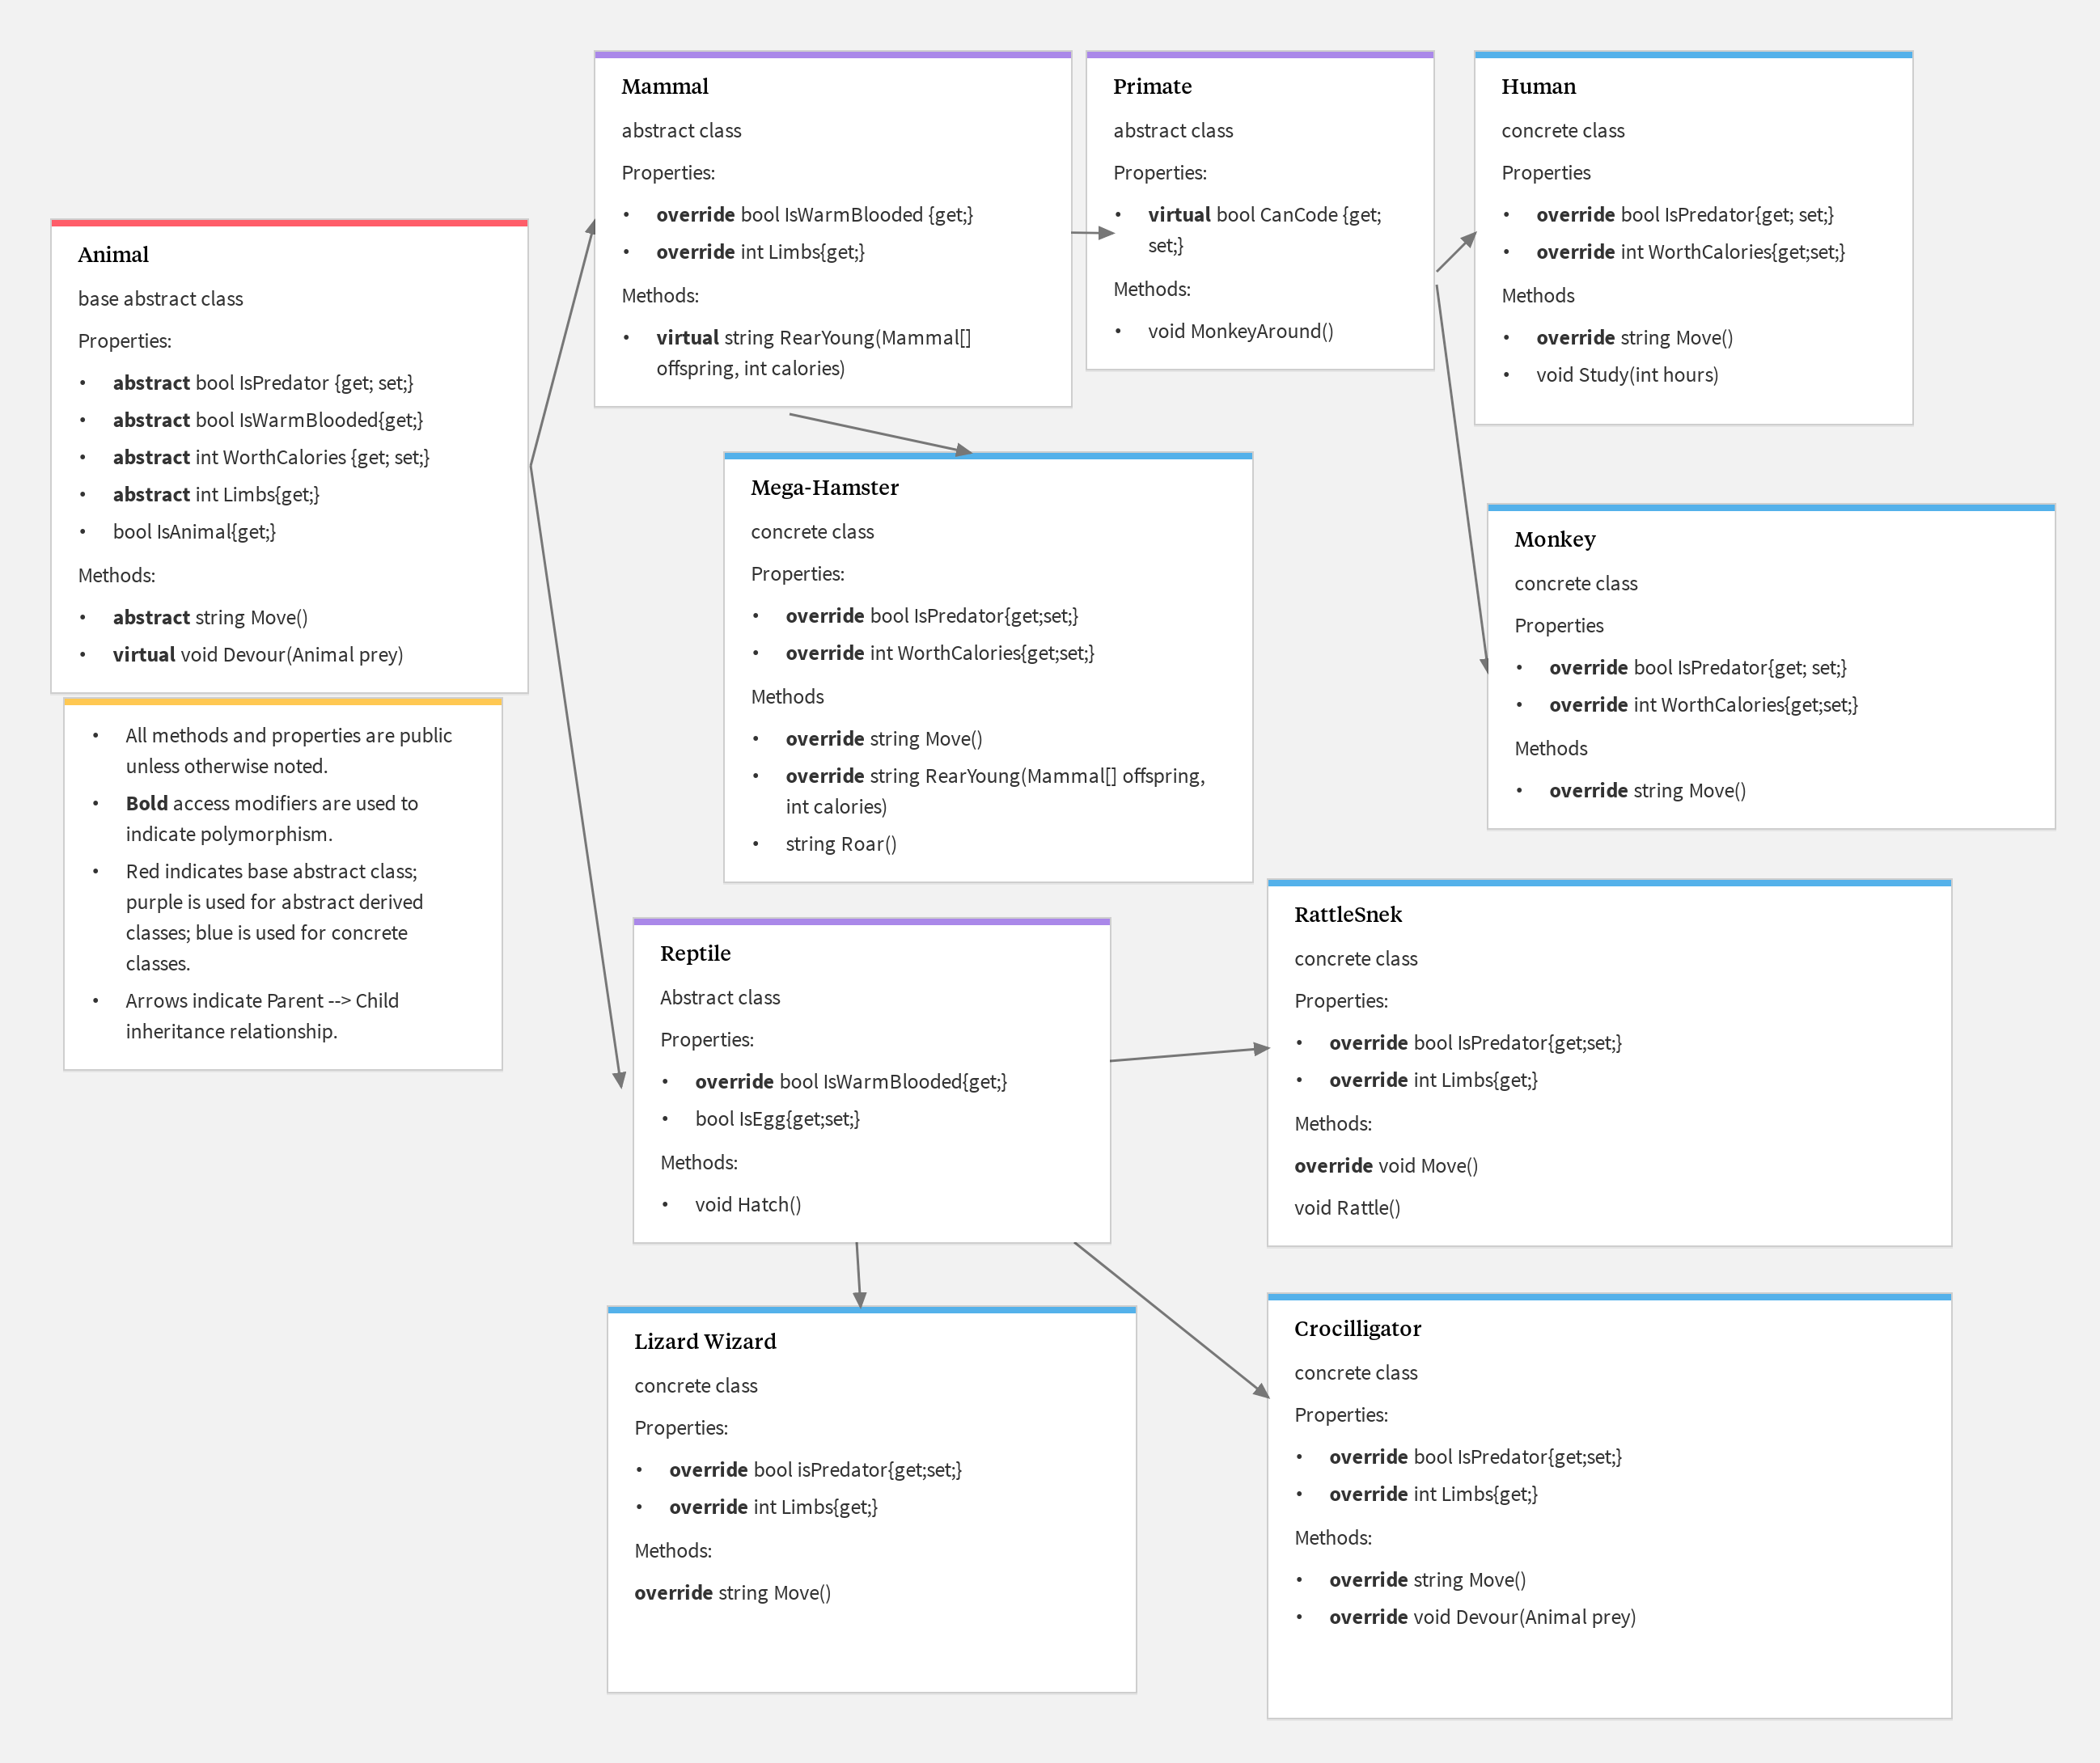 Animal
base abstract class
Properties:
• abstract bool IsPredator {get; set;}
• abstract bool IsWarmBlooded{get;}
• abstract int WorthCalories {get; set;}
• abstract int Limbs{get;}
• bool IsAnimal{get;}
Methods:
• abstract string Move()
• virtual void Devour(Animal prey)
• All methods and properties are public
unless otherwise noted.
• Bold access modifiers are used to
indicate polymorphism.
• Red indicates base abstract class;
purple is used for abstract derived
classes; blue is used for concrete
classes.
• Arrows indicate Parent --> Child
inheritance relationship.
Mammal
abstract class
Properties:
• override bool IsWarmBlooded {get;}
• override int Limbs{get;}
Methods:
• virtual string RearYoung(Mammal[]
offspring, int calories)
Primate
abstract class
Properties:
• virtual bool CanCode {get;
set;}
Methods:
• void MonkeyAround()
Human
concrete class
Properties
• override bool IsPredator{get; set;}
• override int WorthCalories{get;set;}
Methods
• override string Move()
• void Study(int hours)
Mega-Hamster
concrete class
Properties:
• override bool IsPredator{get;set;}
• override int WorthCalories{get;set;}
Methods
• override string Move()
• override string RearYoung(Mammal[] offspring,
int calories)
• string Roar()
Monkey
concrete class
Properties
• override bool IsPredator{get; set;}
• override int WorthCalories{get;set;}
Methods
• override string Move()
Reptile
Abstract class
Properties:
• override bool IsWarmBlooded{get;}
• bool IsEgg{get;set;}
Methods:
• void Hatch()
RattleSnek
concrete class
Properties:
• override bool IsPredator{get;set;}
• override int Limbs{get;}
Methods:
override void Move()
void Rattle()
Lizard Wizard
concrete class
Properties:
• override bool isPredator{get;set;}
• override int Limbs{get;}
Methods:
override string Move()
Crocilligator
concrete class
Properties:
• override bool IsPredator{get;set;}
• override int Limbs{get;}
Methods:
• override string Move()
• override void Devour(Animal prey)